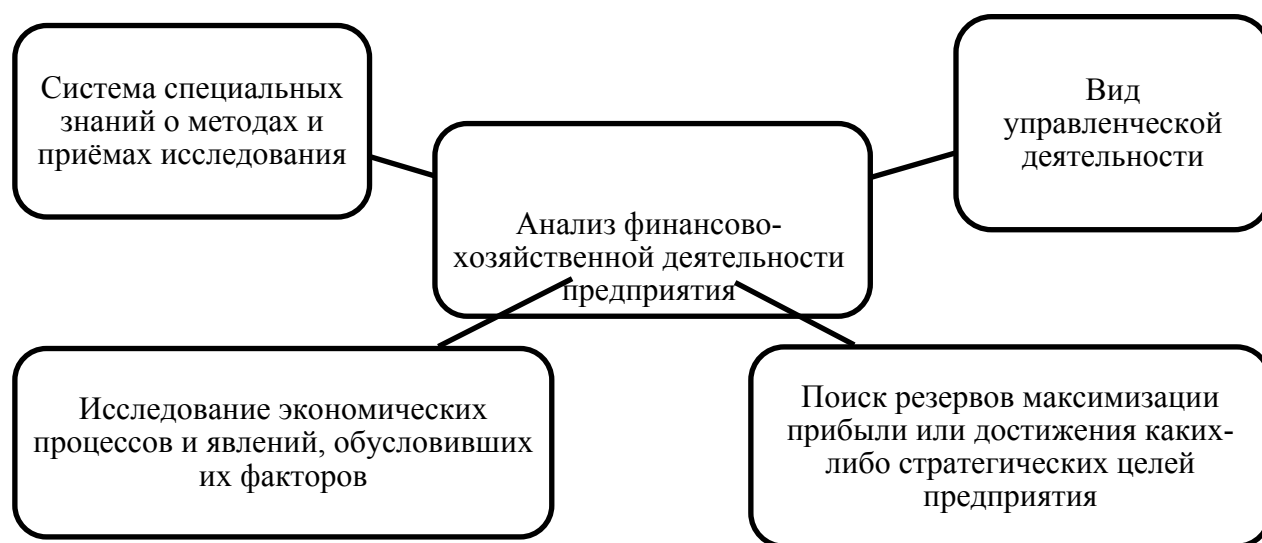 Система специальных
знаний о методах и
приёмах исследования
Вид
управленческой
деятельности
Анализ финансово-
хозяйственной деятельности
предприятия
Исследование экономических
процессов и явлений, обусловивших
их факторов
Поиск резервов максимизации
прибыли или достижения каких-
либо стратегических целей
предприятия